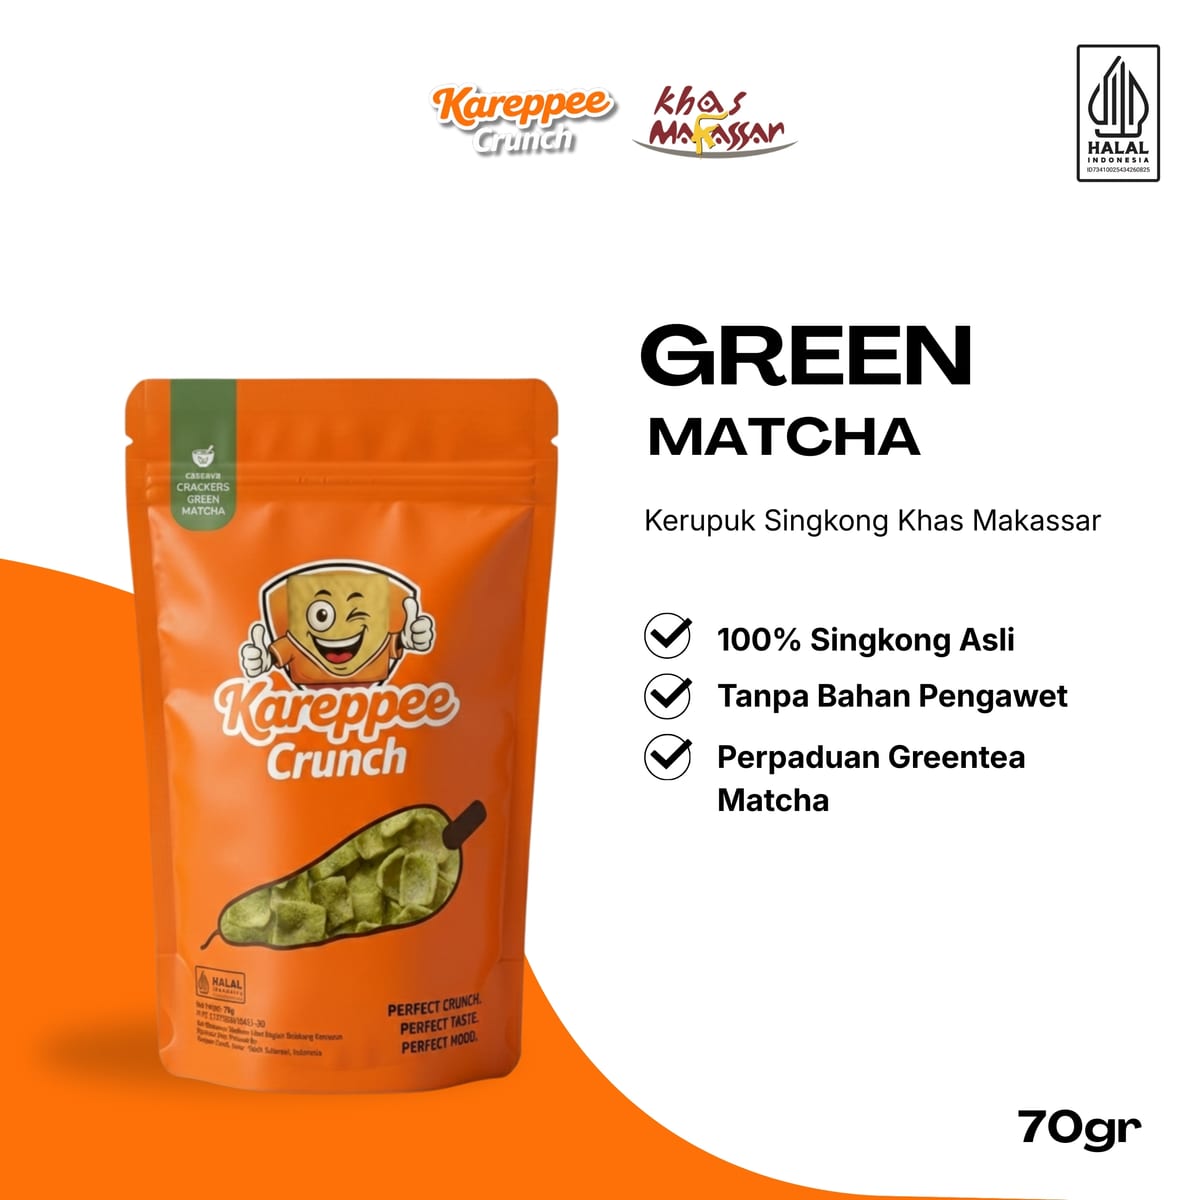 Kareppee
Crunch
Khas
Makassar
HALAL
INDONESIA
ID73410025434260825
GREEN
MATCHA
Kerupuk Singkong Khas Makassar
100% Singkong Asli
Tanpa Bahan Pengawet
Perpaduan Greentea
Matcha
cassava
CRACKERS
GREEN
MATCHA
Kareppee
Crunch
HALAL
PERFECT CRUNCH.
PERFECT TASTE.
PERFECT MOOD.
70gr